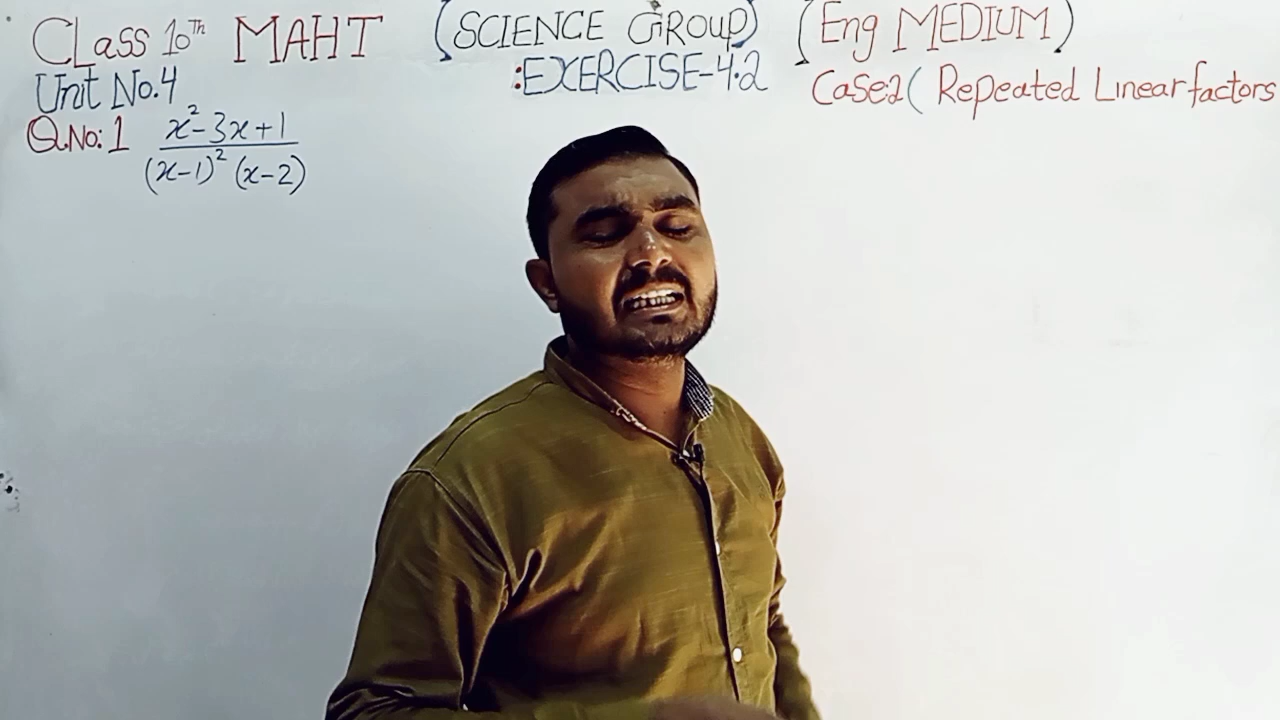 CLass 10th MAHT (SCIENCE GROUP) (Eng MEDIUM)
Unit No.4 :EXERCISE-4.2 Case:2( Repeated Linear factors
Q.No: 1 x²-3x+1
(x-1)² (x-2)